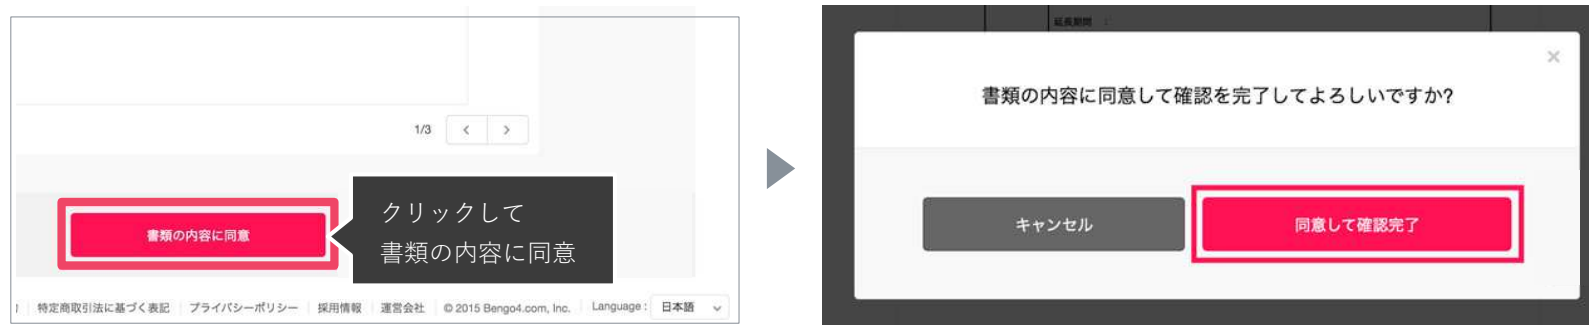 1/3
書類の内容に同意
クリックして
書類の内容に同意
特定商取引法に基づく表記 プライバシーポリシー 採用情報 運営会社 © 2015 Bengo4.com, Inc. Language : 日本語
延長期間 :
×
書類の内容に同意して確認を完了してよろしいですか?
キャンセル
同意して確認完了